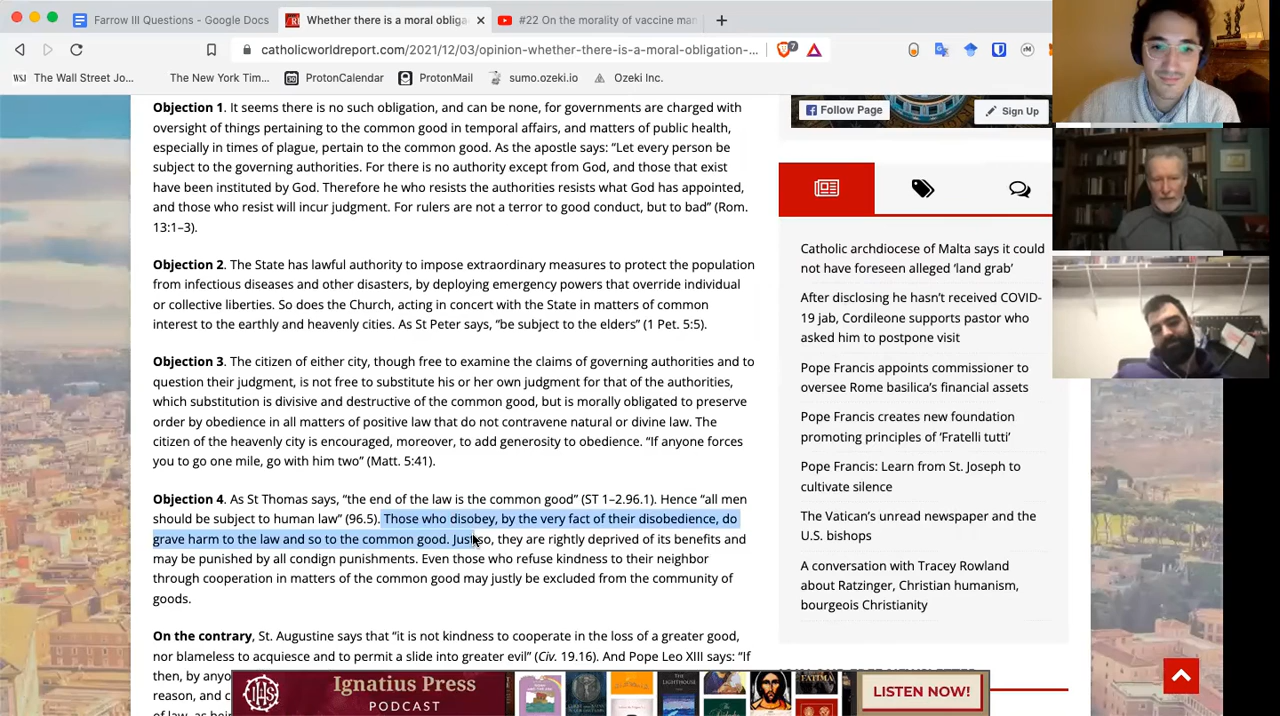 Farrow III Questions - Google Docs
Whether there is a moral obliga
#22 On the morality of vaccine man
catholicworldreport.com/2021/12/03/opinion-whether-there-is-a-moral-obligation-...
7
WSJ The Wall Street Jo...
The New York Tim...
ProtonCalendar
ProtonMail
sumo.ozeki.io
Ozeki Inc.
Objection 1. It seems there is no such obligation, and can be none, for governments are charged with
oversight of things pertaining to the common good in temporal affairs, and matters of public health,
especially in times of plague, pertain to the common good. As the apostle says: “Let every person be
subject to the governing authorities. For there is no authority except from God, and those that exist
have been instituted by God. Therefore he who resists the authorities resists what God has appointed,
and those who resist will incur judgment. For rulers are not a terror to good conduct, but to bad” (Rom.
13:1–3).
Objection 2. The State has lawful authority to impose extraordinary measures to protect the population
from infectious diseases and other disasters, by deploying emergency powers that override individual
or collective liberties. So does the Church, acting in concert with the State in matters of common
interest to the earthly and heavenly cities. As St Peter says, “be subject to the elders” (1 Pet. 5:5).
Objection 3. The citizen of either city, though free to examine the claims of governing authorities and to
question their judgment, is not free to substitute his or her own judgment for that of the authorities,
which substitution is divisive and destructive of the common good, but is morally obligated to preserve
order by obedience in all matters of positive law that do not contravene natural or divine law. The
citizen of the heavenly city is encouraged, moreover, to add generosity to obedience. “If anyone forces
you to go one mile, go with him two” (Matt. 5:41).
Objection 4. As St Thomas says, “the end of the law is the common good” (ST 1–2.96.1). Hence “all men
should be subject to human law” (96.5). Those who disobey, by the very fact of their disobedience, do
grave harm to the law and so to the common good. Just so, they are rightly deprived of its benefits and
may be punished by all condign punishments. Even those who refuse kindness to their neighbor
through cooperation in matters of the common good may justly be excluded from the community of
goods.
On the contrary, St. Augustine says that “it is not kindness to cooperate in the loss of a greater good,
nor blameless to acquiesce and to permit a slide into greater evil” (Civ. 19.16). And Pope Leo XIII says: “If
then, by anyo
reason, and c
of law, as bei
Follow Page
Sign Up
Catholic archdiocese of Malta says it could
not have foreseen alleged ‘land grab’
After disclosing he hasn’t received COVID-
19 jab, Cordileone supports pastor who
asked him to postpone visit
Pope Francis appoints commissioner to
oversee Rome basilica’s financial assets
Pope Francis creates new foundation
promoting principles of ‘Fratelli tutti’
Pope Francis: Learn from St. Joseph to
cultivate silence
The Vatican’s unread newspaper and the
U.S. bishops
A conversation with Tracey Rowland
about Ratzinger, Christian humanism,
bourgeois Christianity
IHS
Ignatius Press
PODCAST
FATIMA
LISTEN NOW!